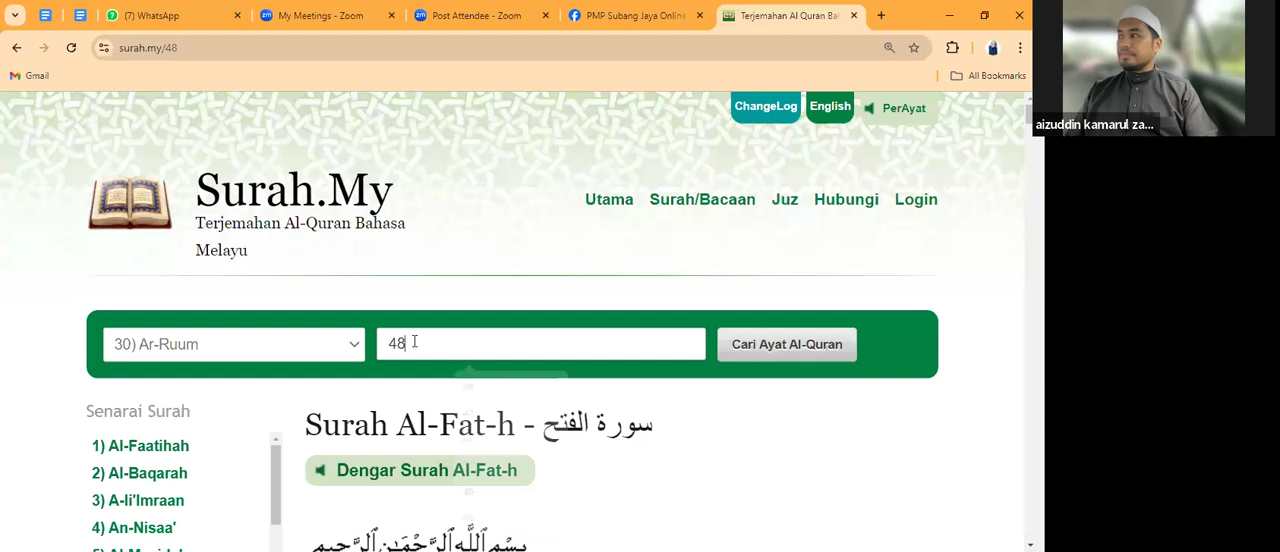 (7) WhatsApp
My Meetings - Zoom
Post Attendee - Zoom
PMP Subang Jaya Online
Terjemahan Al Quran Bah
surah.my/48
Gmail
All Bookmarks
aizuddin kamarul za...
ChangeLog
English
PerAyat
Surah.My
Terjemahan Al-Quran Bahasa
Melayu
Utama
Surah/Bacaan
Juz
Hubungi
Login
30) Ar-Ruum
48
Cari Ayat Al-Quran
Senarai Surah
1) Al-Faatihah
2) Al-Baqarah
3) A-li'Imraan
4) An-Nisaa'
Surah Al-Fat-h - سورة الفتح
Dengar Surah Al-Fat-h
بِسْمِ ٱللَّهِ ٱلرَّحْمَـٰنِ ٱلرَّحِيمِ